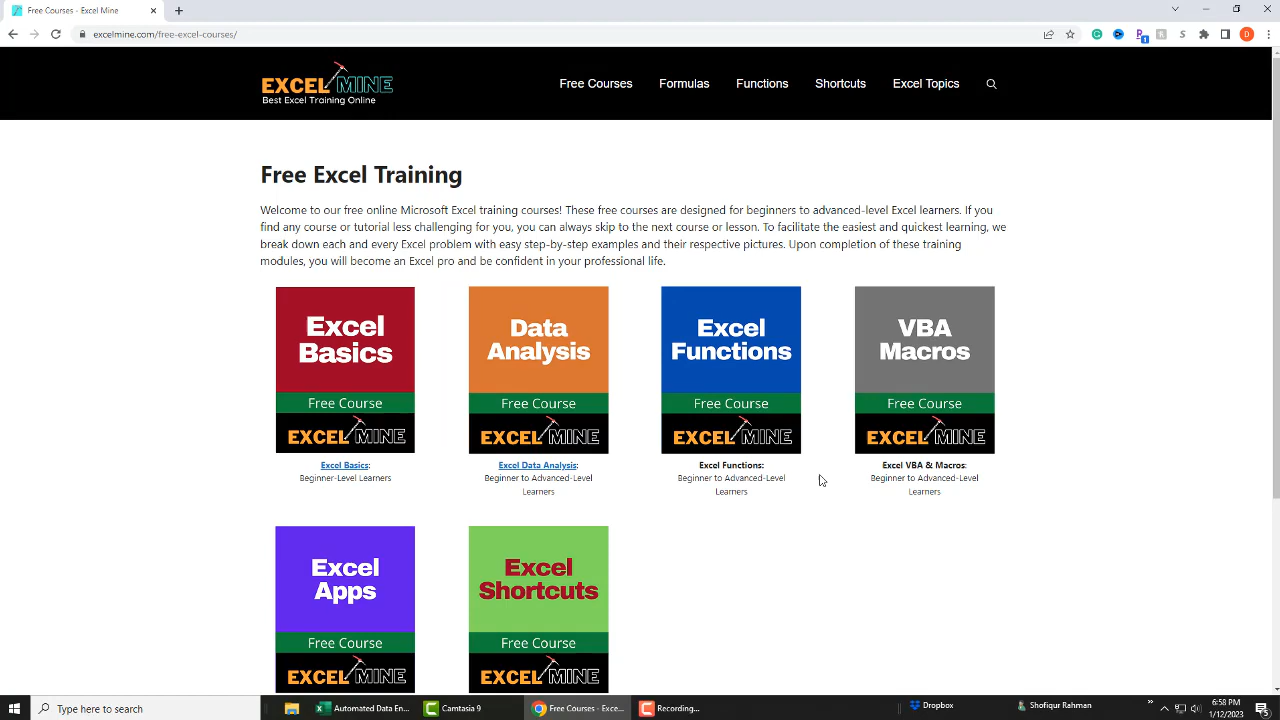 Free Courses - Excel Mine
excelmine.com/free-excel-courses/
EXCEL MINE
Best Excel Training Online
Free Courses
Formulas
Functions
Shortcuts
Excel Topics
Free Excel Training
Welcome to our free online Microsoft Excel training courses! These free courses are designed for beginners to advanced-level Excel learners. If you
find any course or tutorial less challenging for you, you can always skip to the next course or lesson. To facilitate the easiest and quickest learning, we
break down each and every Excel problem with easy step-by-step examples and their respective pictures. Upon completion of these training
modules, you will become an Excel pro and be confident in your professional life.
Excel
Basics
Free Course
EXCEL MINE
Excel Basics:
Beginner-Level Learners
Data
Analysis
Free Course
EXCEL MINE
Excel Data Analysis:
Beginner to Advanced-Level
Learners
Excel
Functions
Free Course
EXCEL MINE
Excel Functions:
Beginner to Advanced-Level
Learners
VBA
Macros
Free Course
EXCEL MINE
Excel VBA & Macros:
Beginner to Advanced-Level
Learners
Excel
Apps
Free Course
EXCEL MINE
Excel
Shortcuts
Free Course
EXCEL MINE
Type here to search
Automated Data En...
Camtasia 9
Free Courses - Exce...
Recording...
Dropbox
Shofiqur Rahman
6:58 PM
1/12/2023